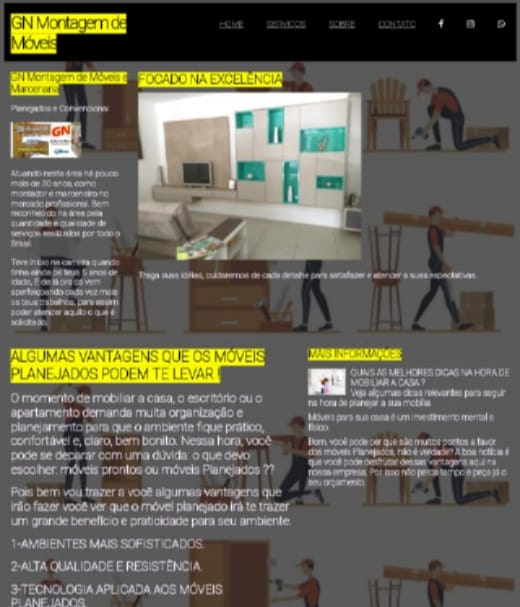 GN Montagem de
Móveis
HOME
SERVICOS
SOBRE
CONTATO
GN Montagem de Móveis e
Marcenaria
Planejados e Convencional
GN
Atuando neste área há pouco
mais de 30 anos, como
montador e marceneiro no
mercado profissional. Bem
reconhecido na área pela
quantidade e qualidade de
serviços realizados por todo o
Brasil.
Teve início na carreira quando
tinha ainda os teus 5 anos de
idade, E de lá pra cá vem
aperfeiçoando cada vez mais
os teus trabalhos, para assim
poder atender aquilo o que é
solicitado.
FOCADO NA EXCELÊNCIA
Traga suas idéias, cuidaremos de cada detalhe para satisfazer e atender a suas expectativas.
ALGUMAS VANTAGENS QUE OS MÓVEIS
PLANEJADOS PODEM TE LEVAR !
O momento de mobiliar a casa, o escritório ou o
apartamento demanda muita organização e
planejamento para que o ambiente fique prático,
confortável e, claro, bem bonito. Nessa hora, você
pode se deparar com uma dúvida: o que devo
escolher: móveis prontos ou móveis Planejados ??
Pois bem vou trazer a você algumas vantagens que
irão fazer você ver que o móvel planejado irá te trazer
um grande benefício e praticidade para seu ambiente.
1-AMBIENTES MAIS SOFISTICADOS.
2-ALTA QUALIDADE E RESISTÊNCIA.
3-TECNOLOGIA APLICADA AOS MÓVEIS
PLANEJADOS
MAIS INFORMAÇÕES
QUAIS AS MELHORES DICAS NA HORA DE
MOBILIAR A CASA ?
Veja algumas dicas relevantes para seguir
na hora de planejar a sua mobília
Móveis para sua casa é um investimento mental e
físico.
Bom, você pode ver que são muitos pontos a favor
dos móveis Planejados, não é verdade? A boa notícia é
que você pode desfrutar dessas vantagens aqui na
nossa empresa. Por isso não perca tempo e peça já o
seu orçamento.